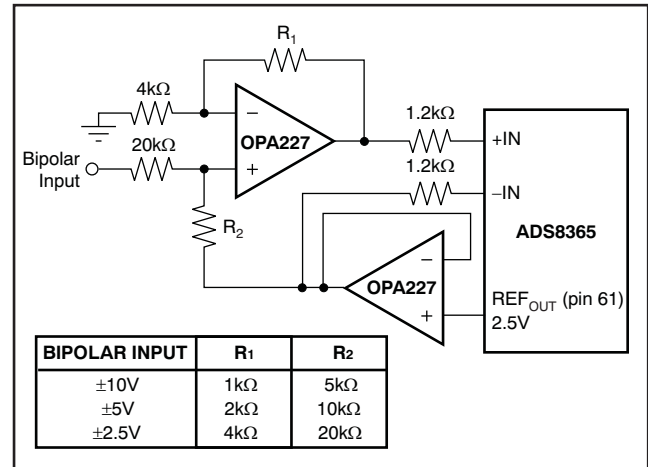 R1
4kΩ
−
OPA227
+
20kΩ
Bipolar
Input
R2
1.2kΩ
+IN
1.2kΩ
−IN
ADS8365
−
OPA227
+
REFOUT (pin 61)
2.5V
BIPOLAR INPUT R1 R2
±10V 1kΩ 5kΩ
±5V 2kΩ 10kΩ
±2.5V 4kΩ 20kΩ